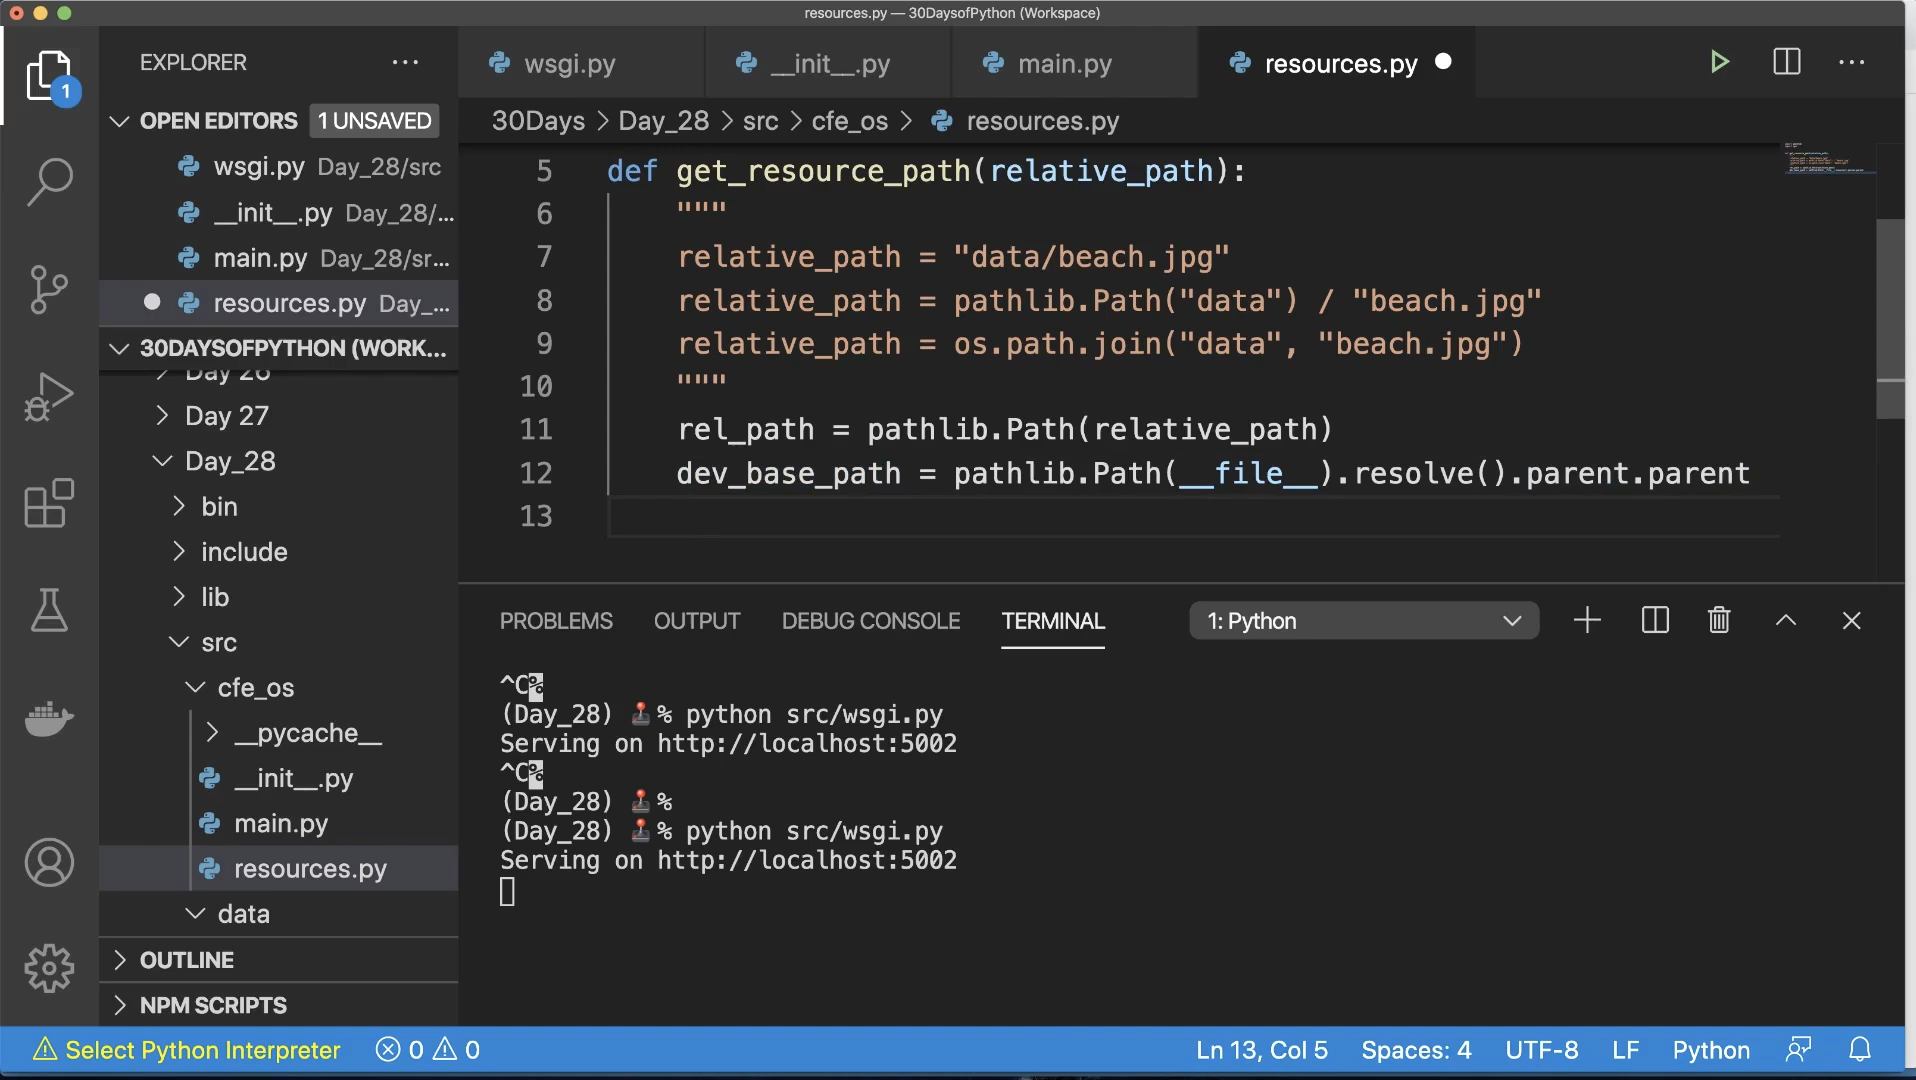 resources.py — 30DaysofPython (Workspace)
EXPLORER
wsgi.py
__init__.py
main.py
resources.py
1
OPEN EDITORS 1 UNSAVED
wsgi.py Day_28/src
__init__.py Day_28/...
main.py Day_28/sr...
resources.py Day_...
30DAYSOFPYTHON (WORK...
Day 26
Day 27
Day_28
bin
include
lib
src
cfe_os
__pycache__
__init__.py
main.py
resources.py
data
OUTLINE
NPM SCRIPTS
30Days > Day_28 > src > cfe_os > resources.py
5 def get_resource_path(relative_path):
6 """
7 relative_path = "data/beach.jpg"
8 relative_path = pathlib.Path("data") / "beach.jpg"
9 relative_path = os.path.join("data", "beach.jpg")
10 """
11 rel_path = pathlib.Path(relative_path)
12 dev_base_path = pathlib.Path(__file__).resolve().parent.parent
13
PROBLEMS OUTPUT DEBUG CONSOLE TERMINAL 1: Python
^C%
(Day_28) % python src/wsgi.py
Serving on http://localhost:5002
^C%
(Day_28) %
(Day_28) % python src/wsgi.py
Serving on http://localhost:5002
Select Python Interpreter 0 0 Ln 13, Col 5 Spaces: 4 UTF-8 LF Python